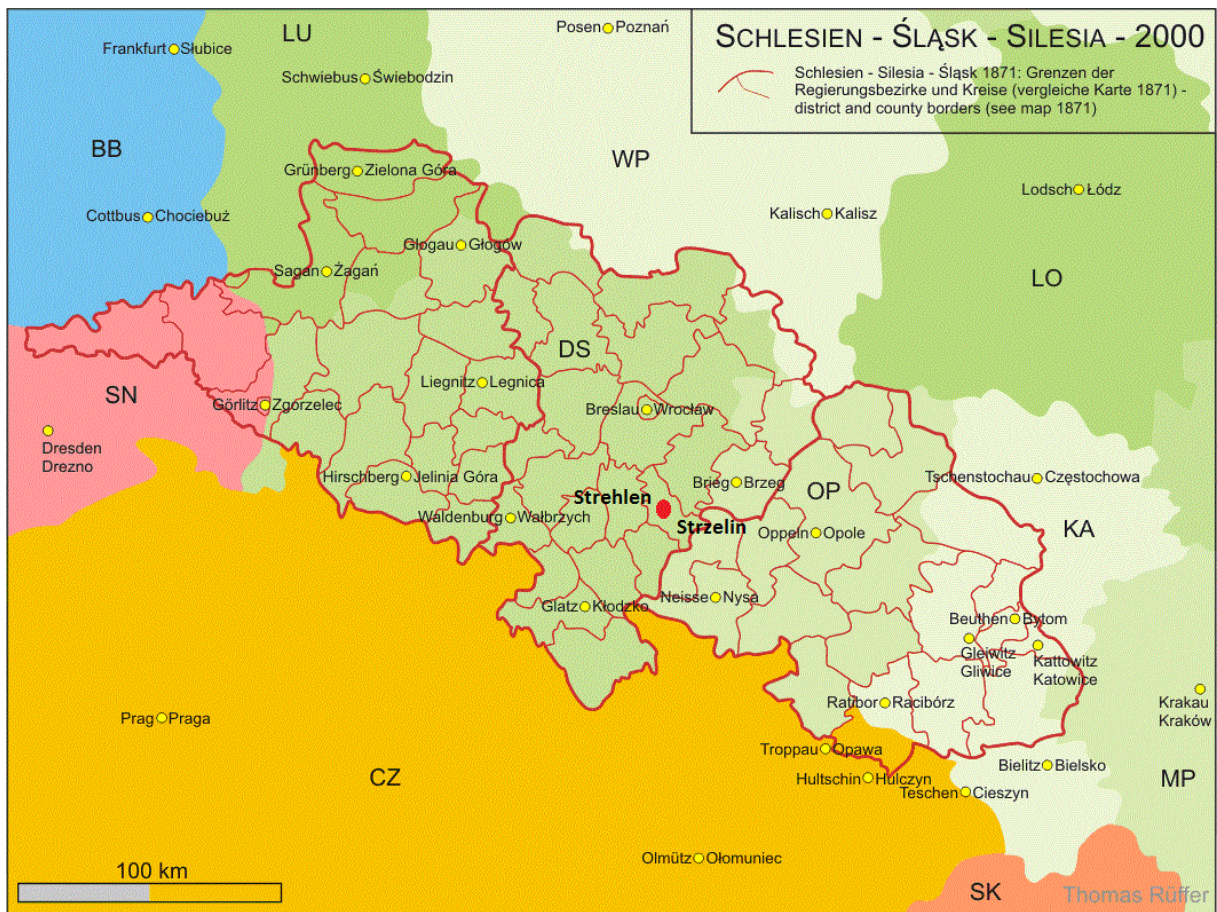 SCHLESIEN - ŚLĄSK - SILESIA - 2000
Schlesien - Silesia - Śląsk 1871: Grenzen der
Regierungsbezirke und Kreise (vergleiche Karte 1871) -
district and county borders (see map 1871)
Frankfurt Słubice
LU
Posen Poznań
Schwiebus Świebodzin
BB
WP
Grünberg Zielona Góra
Lodsch Łódz
Cottbus Chociebuż
Kalisch Kalisz
Glogau Głogów
Sagan Żagań
LO
DS
SN
Liegnitz Legnica
Görlitz Zgorzelec
Breslau Wrocław
Dresden
Drezno
Hirschberg Jelinia Góra
Brieg Brzeg
Tschenstochau Częstochowa
OP
Strehlen
Strzelin
Waldenburg Wałbrzych
Oppeln Opole
KA
Glatz Kłodzko
Neisse Nysa
Beuthen Bytom
Gleiwitz
Gliwice
Kattowitz
Katowice
Ratibor Racibórz
Krakau
Kraków
Prag Praga
Troppau Opawa
CZ
Hultschin Hulczyn
Bielitz Bielsko
MP
Teschen Cieszyn
Olmütz Ołomuniec
100 km
SK
Thomas Rüffer